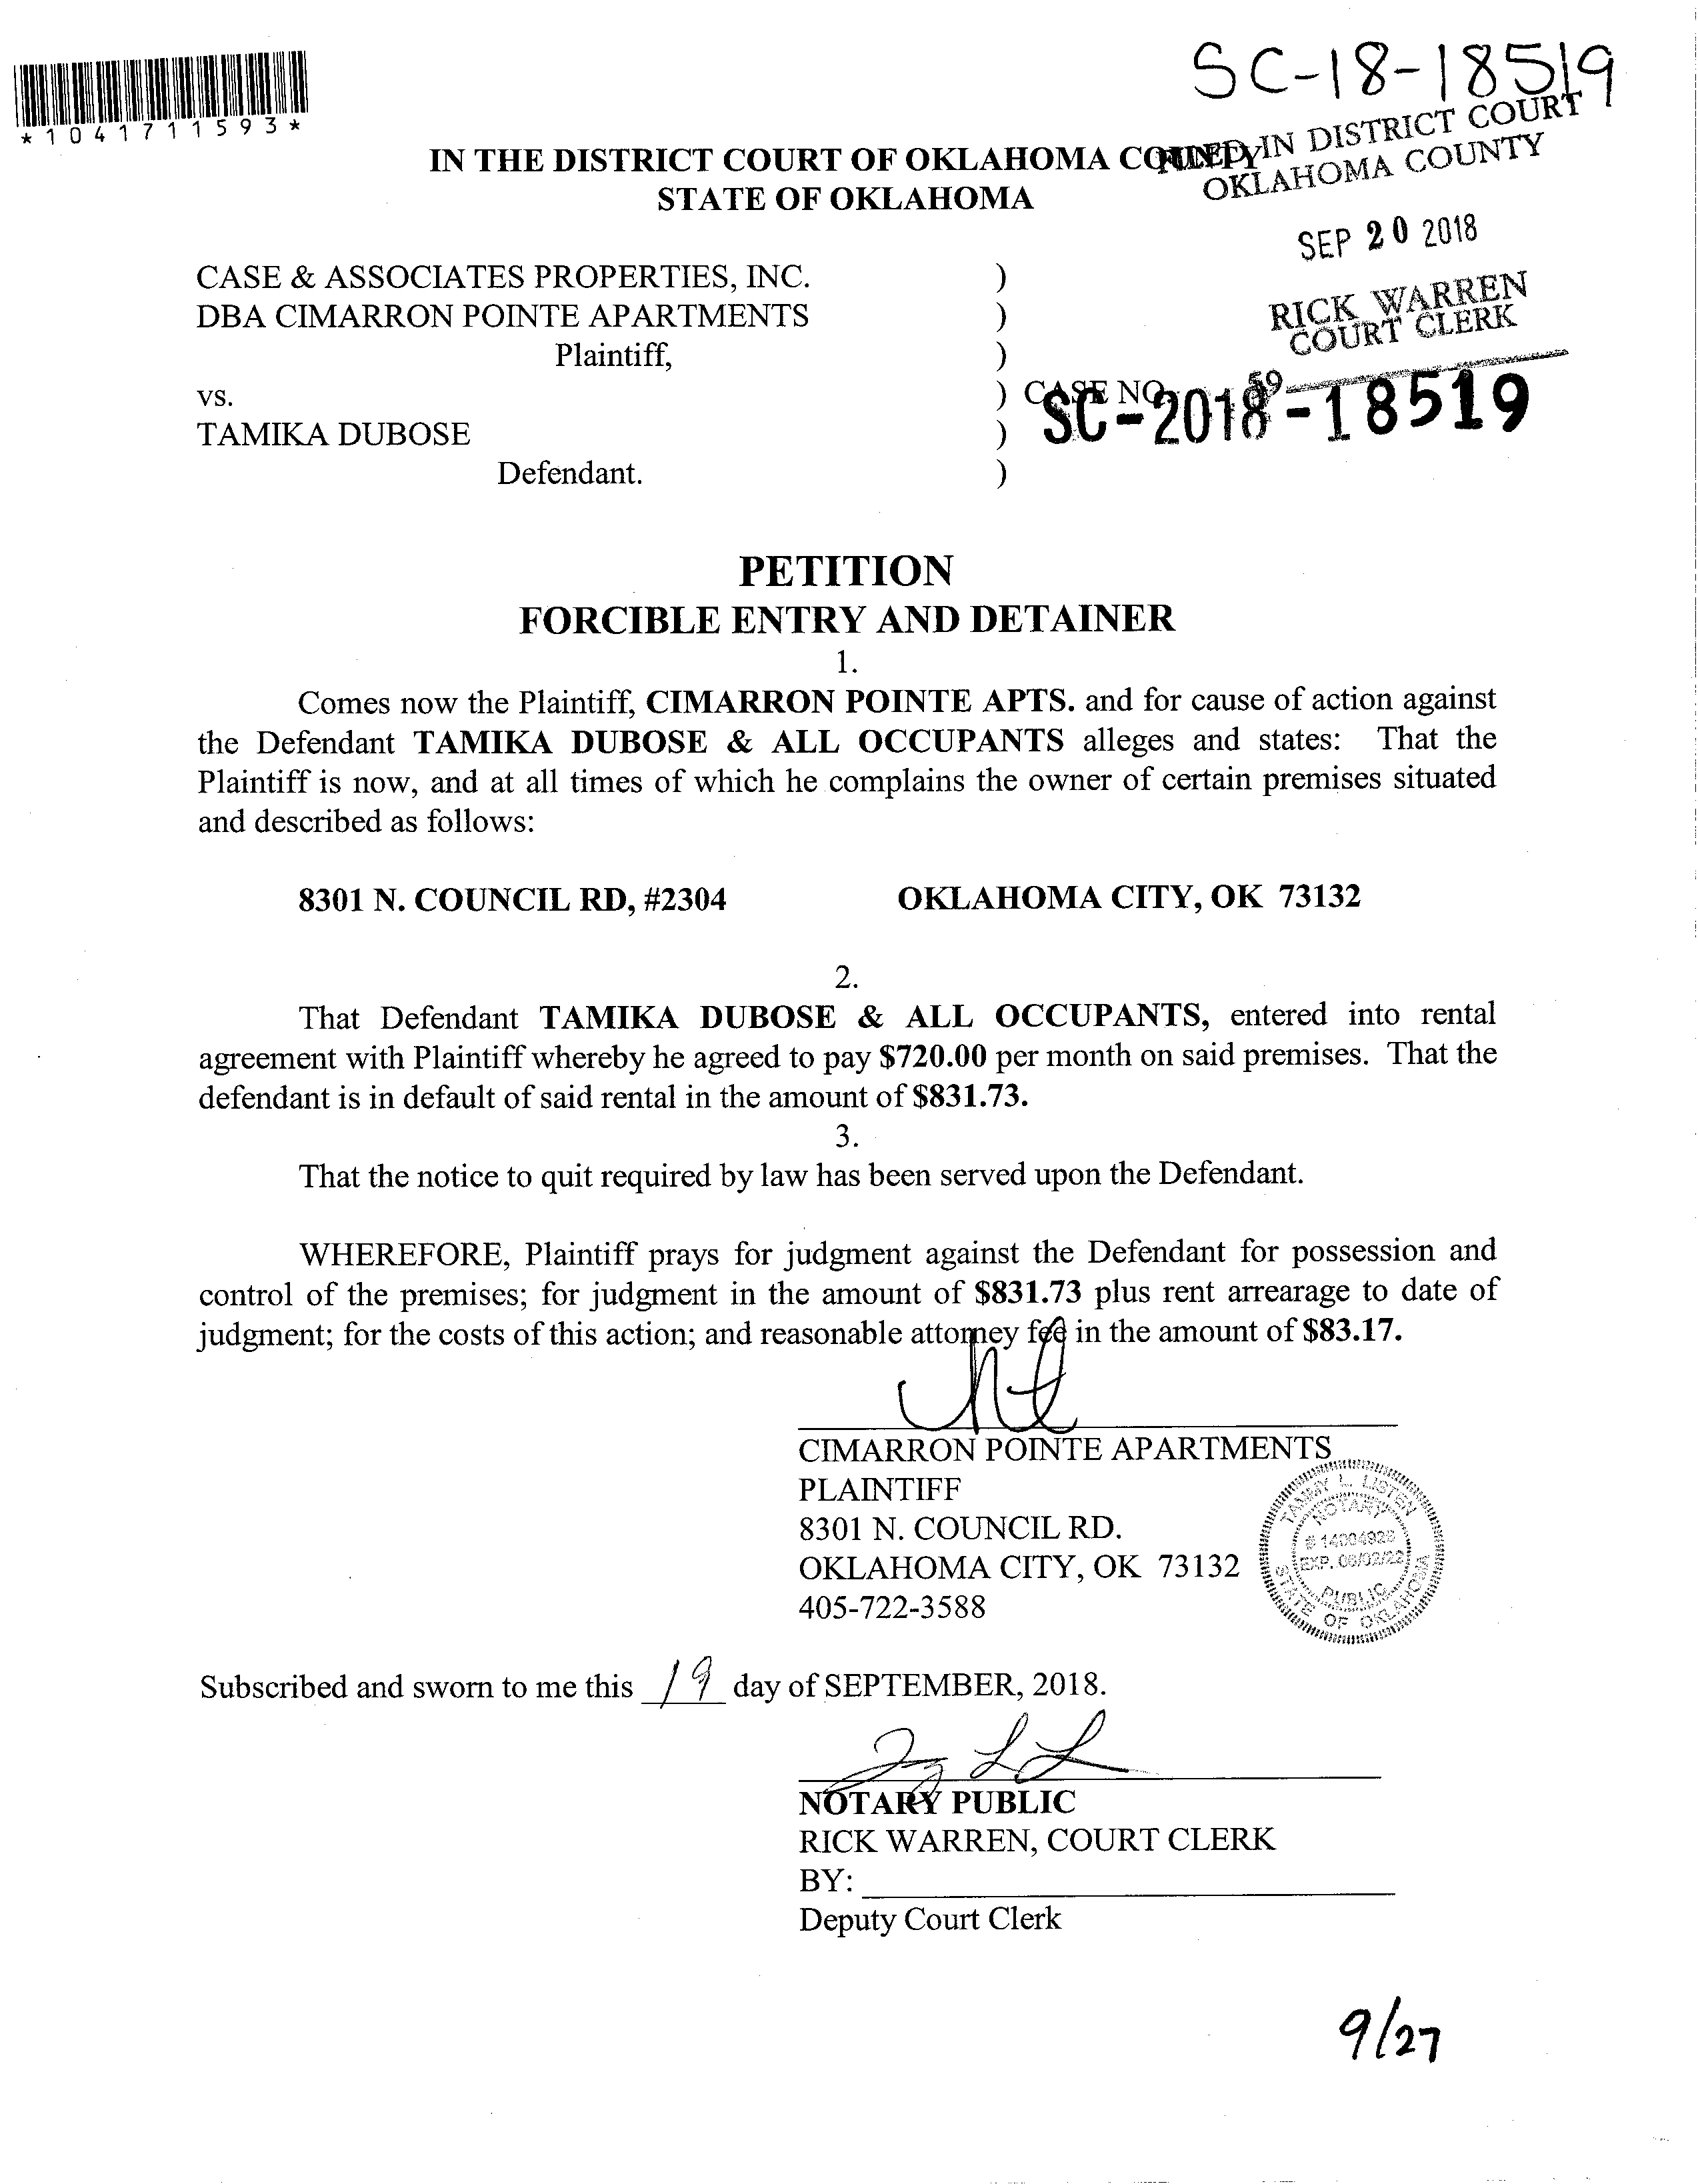 SC-18-18519
*1041711593*
IN THE DISTRICT COURT OF OKLAHOMA COUNTY
STATE OF OKLAHOMA
FILED IN DISTRICT COURT
OKLAHOMA COUNTY
SEP 20 2018
RICK WARREN
COURT CLERK
59
CASE & ASSOCIATES PROPERTIES, INC. )
DBA CIMARRON POINTE APARTMENTS )
Plaintiff, )
vs. ) CASE NO.
SC-2018-18519
TAMIKA DUBOSE )
Defendant. )
PETITION
FORCIBLE ENTRY AND DETAINER
1.
Comes now the Plaintiff, CIMARRON POINTE APTS. and for cause of action against
the Defendant TAMIKA DUBOSE & ALL OCCUPANTS alleges and states: That the
Plaintiff is now, and at all times of which he complains the owner of certain premises situated
and described as follows:
8301 N. COUNCIL RD, #2304 OKLAHOMA CITY, OK 73132
2.
That Defendant TAMIKA DUBOSE & ALL OCCUPANTS, entered into rental
agreement with Plaintiff whereby he agreed to pay $720.00 per month on said premises. That the
defendant is in default of said rental in the amount of $831.73.
3.
That the notice to quit required by law has been served upon the Defendant.
WHEREFORE, Plaintiff prays for judgment against the Defendant for possession and
control of the premises; for judgment in the amount of $831.73 plus rent arrearage to date of
judgment; for the costs of this action; and reasonable attorney fee in the amount of $83.17.
CIMARRON POINTE APARTMENTS
PLAINTIFF
8301 N. COUNCIL RD.
OKLAHOMA CITY, OK 73132
405-722-3588
TAMMY L. LISTEN
NOTARY
# 14004928
EXP. 06/02/22
PUBLIC
STATE OF OKLAHOMA
Subscribed and sworn to me this 19 day of SEPTEMBER, 2018.
NOTARY PUBLIC
RICK WARREN, COURT CLERK
BY:
Deputy Court Clerk
9/27